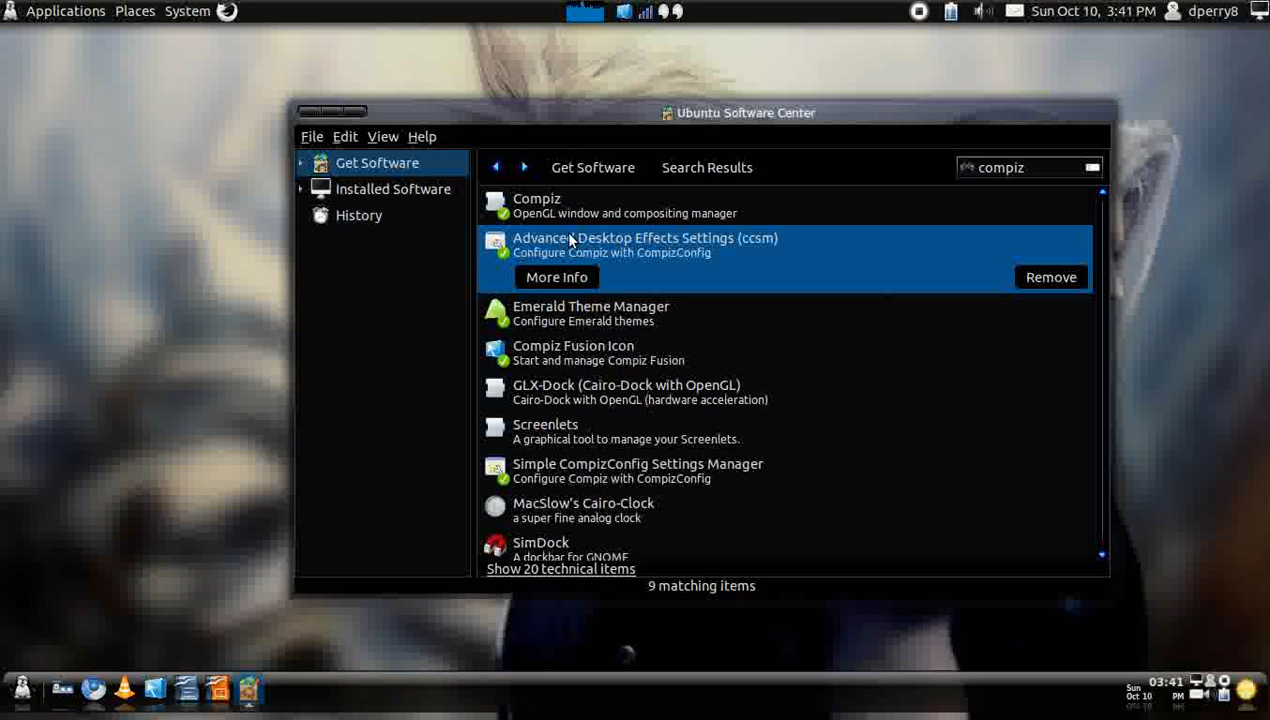 Applications Places System
Sun Oct 10, 3:41 PM dperry8
Ubuntu Software Center
File Edit View Help
Get Software
Installed Software
History
Get Software Search Results compiz
Compiz
OpenGL window and compositing manager
Advanced Desktop Effects Settings (ccsm)
Configure Compiz with CompizConfig
More Info Remove
Emerald Theme Manager
Configure Emerald themes
Compiz Fusion Icon
Start and manage Compiz Fusion
GLX-Dock (Cairo-Dock with OpenGL)
Cairo-Dock with OpenGL (hardware acceleration)
Screenlets
A graphical tool to manage your Screenlets.
Simple CompizConfig Settings Manager
Configure Compiz with CompizConfig
MacSlow's Cairo-Clock
a super fine analog clock
SimDock
A dockbar for GNOME
Show 20 technical items
9 matching items
03:41
Sun
Oct 10 PM